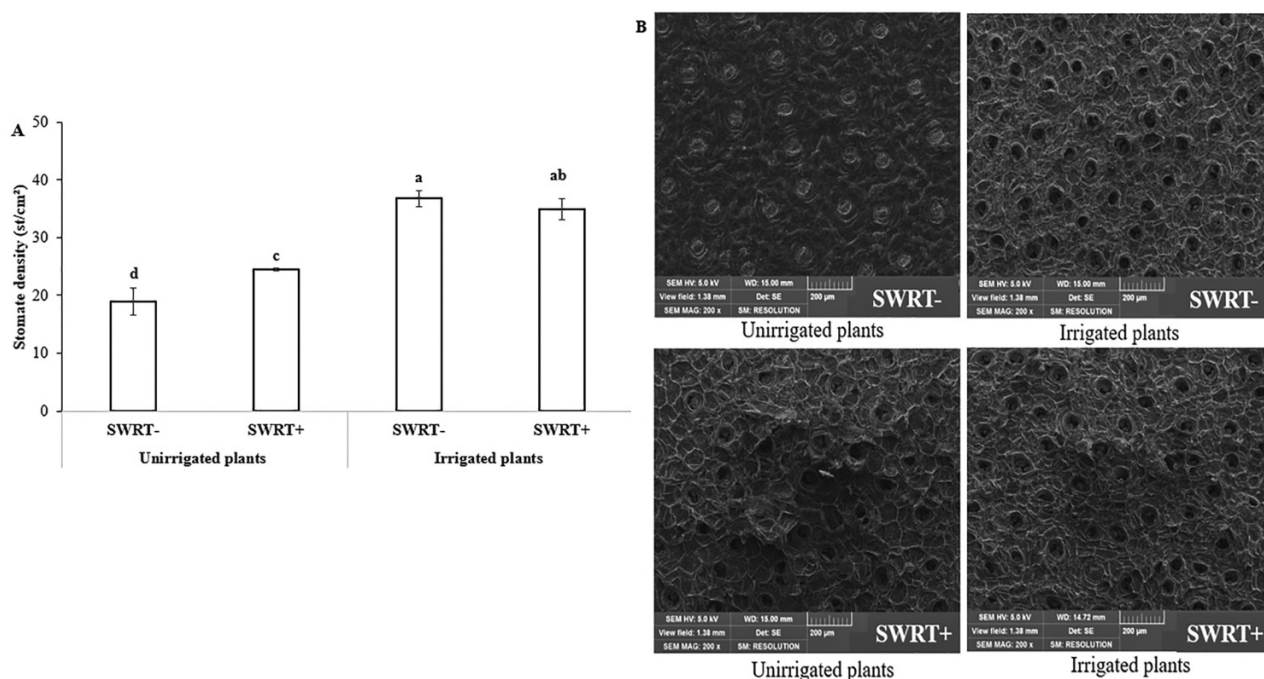 A
50
40
30
20
10
0
Stomate density (st/cm²)
d
c
a
ab
SWRT-
SWRT+
SWRT-
SWRT+
Unirrigated plants
Irrigated plants
B
SEM HV: 5.0 kV WD: 15.00 mm
View field: 1.38 mm Det: SE 200 µm
SEM MAG: 200 x SM: RESOLUTION
SWRT-
Unirrigated plants
SEM HV: 5.0 kV WD: 15.00 mm
View field: 1.38 mm Det: SE 200 µm
SEM MAG: 200 x SM: RESOLUTION
SWRT-
Irrigated plants
SEM HV: 5.0 kV WD: 15.00 mm
View field: 1.38 mm Det: SE 200 µm
SEM MAG: 200 x SM: RESOLUTION
SWRT+
Unirrigated plants
SEM HV: 5.0 kV WD: 14.72 mm
View field: 1.38 mm Det: SE 200 µm
SEM MAG: 200 x SM: RESOLUTION
SWRT+
Irrigated plants